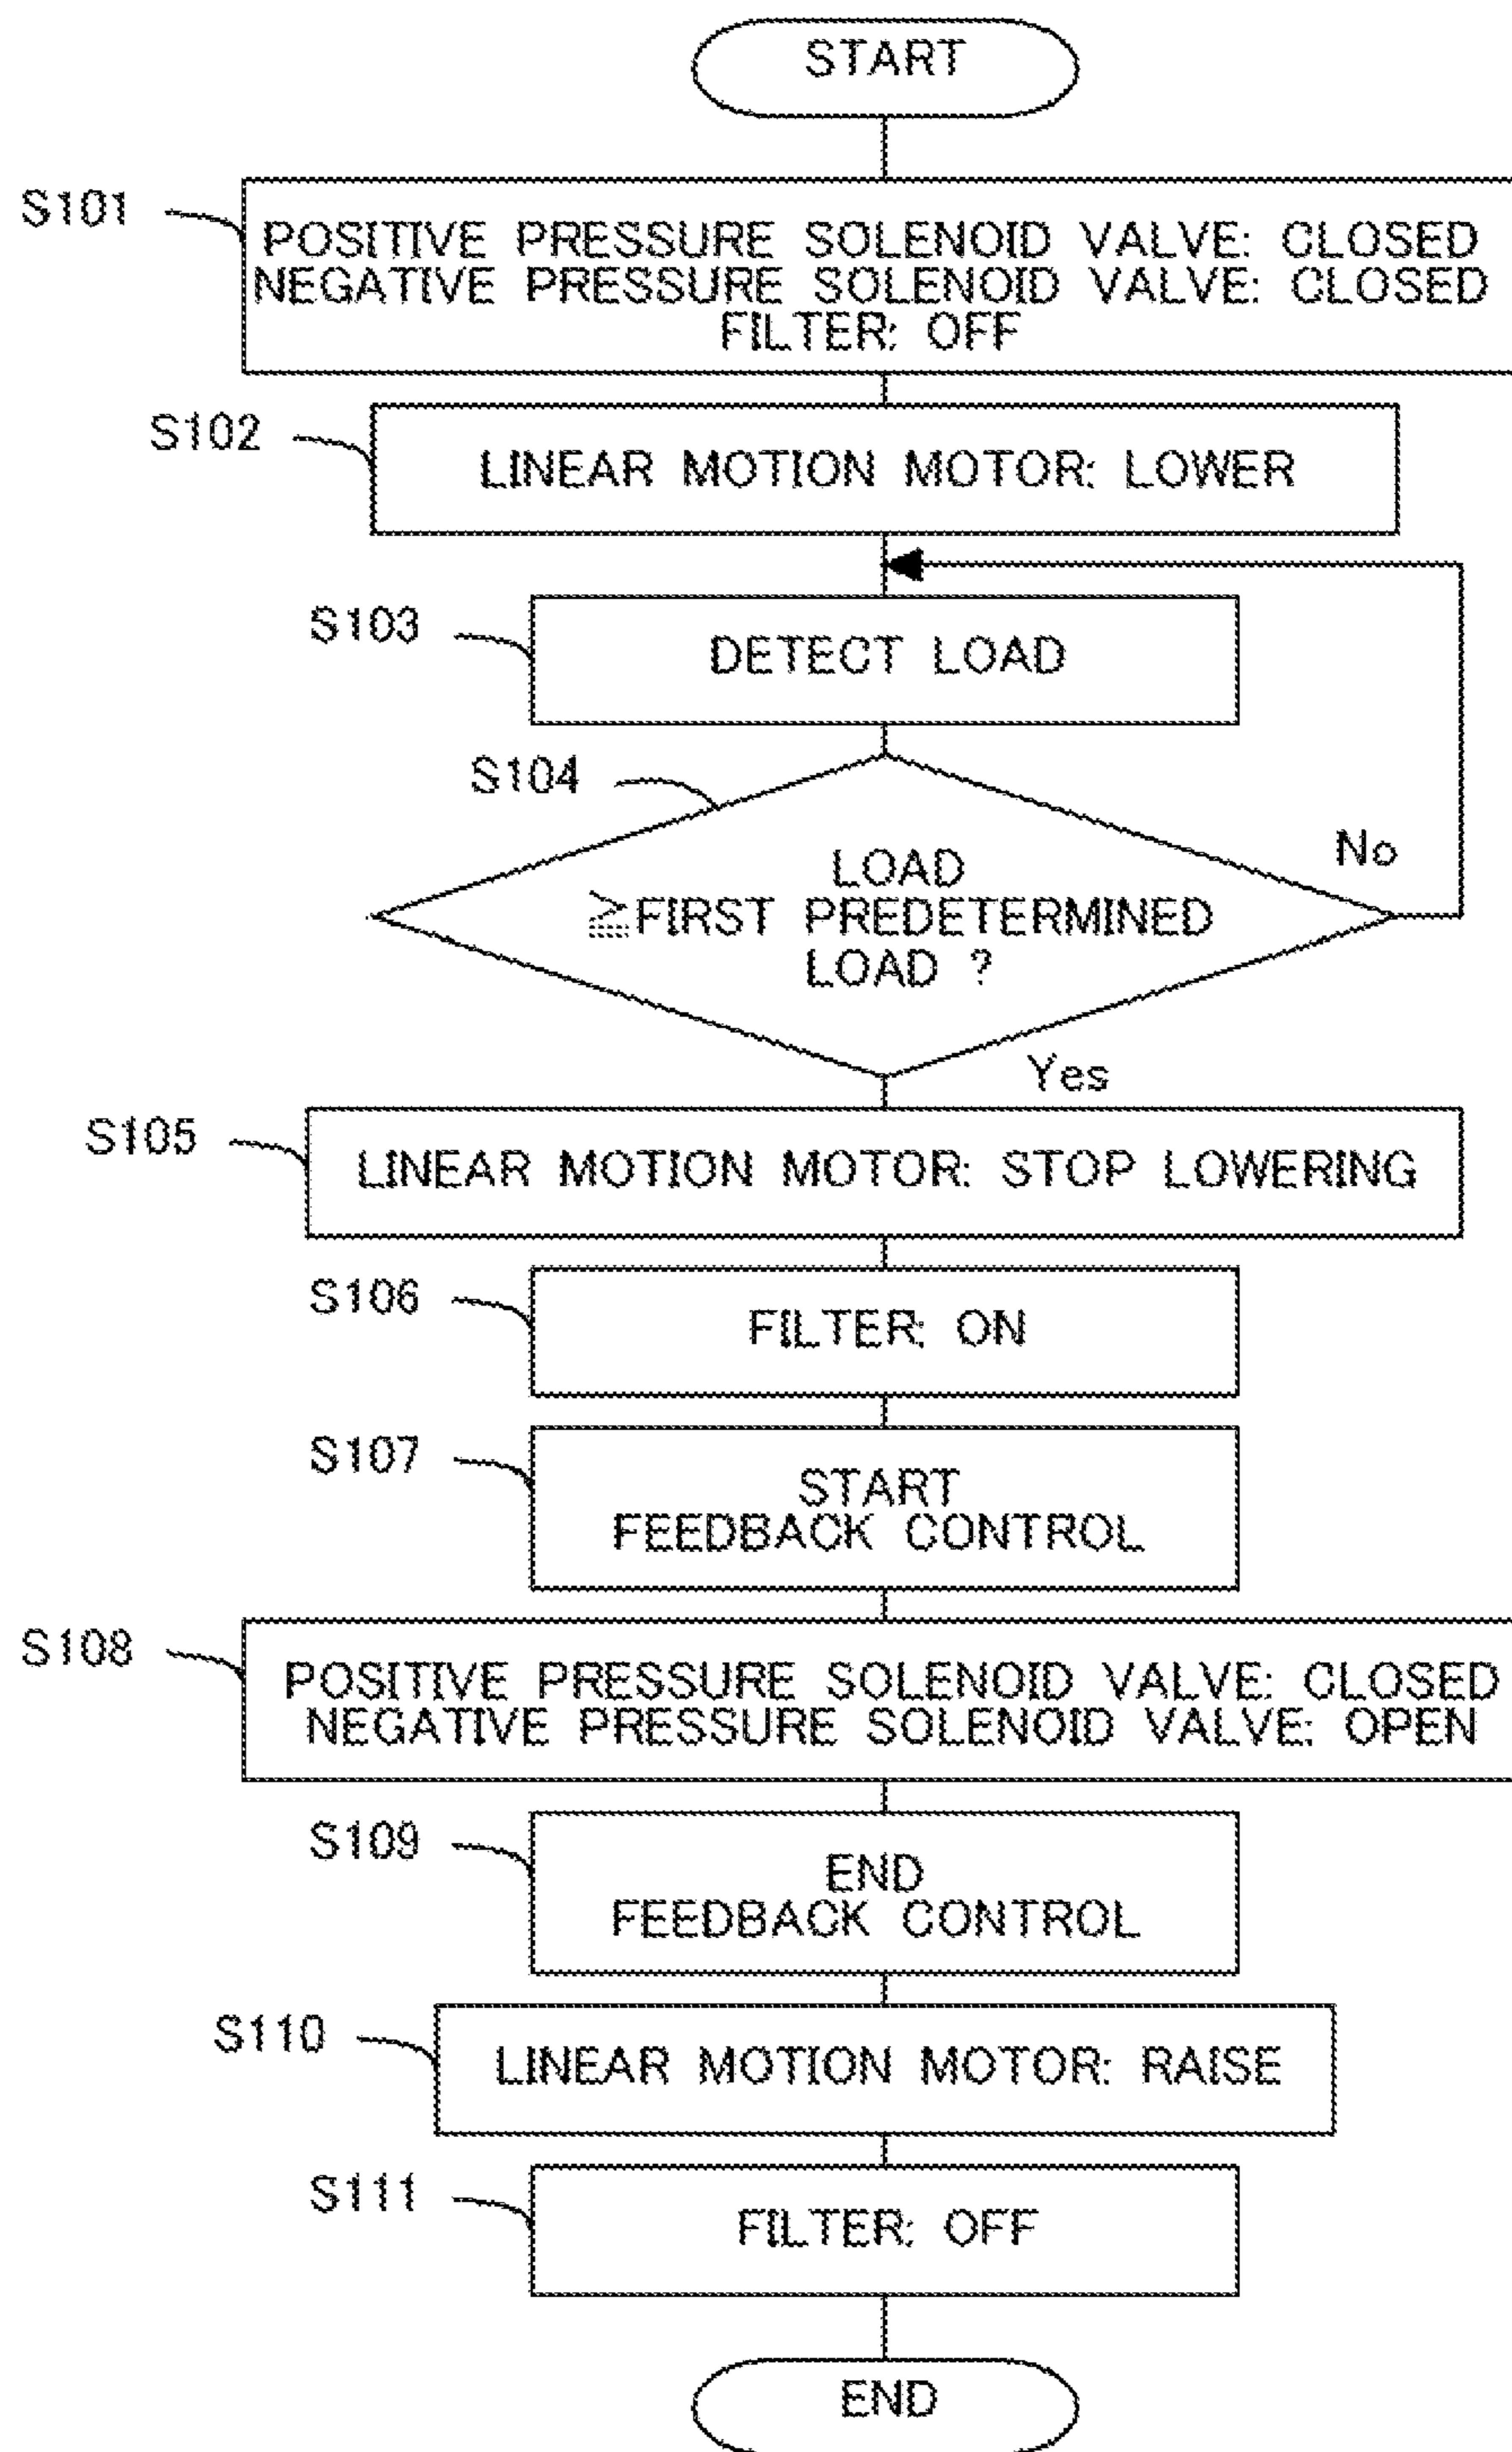 START
S101
POSITIVE PRESSURE SOLENOID VALVE: CLOSED
NEGATIVE PRESSURE SOLENOID VALVE: CLOSED
FILTER: OFF
S102
LINEAR MOTION MOTOR: LOWER
S103
DETECT LOAD
S104
LOAD
≧FIRST PREDETERMINED
LOAD ?
No
Yes
S105
LINEAR MOTION MOTOR: STOP LOWERING
S106
FILTER: ON
S107
START
FEEDBACK CONTROL
S108
POSITIVE PRESSURE SOLENOID VALVE: CLOSED
NEGATIVE PRESSURE SOLENOID VALVE: OPEN
S109
END
FEEDBACK CONTROL
S110
LINEAR MOTION MOTOR: RAISE
S111
FILTER: OFF
END